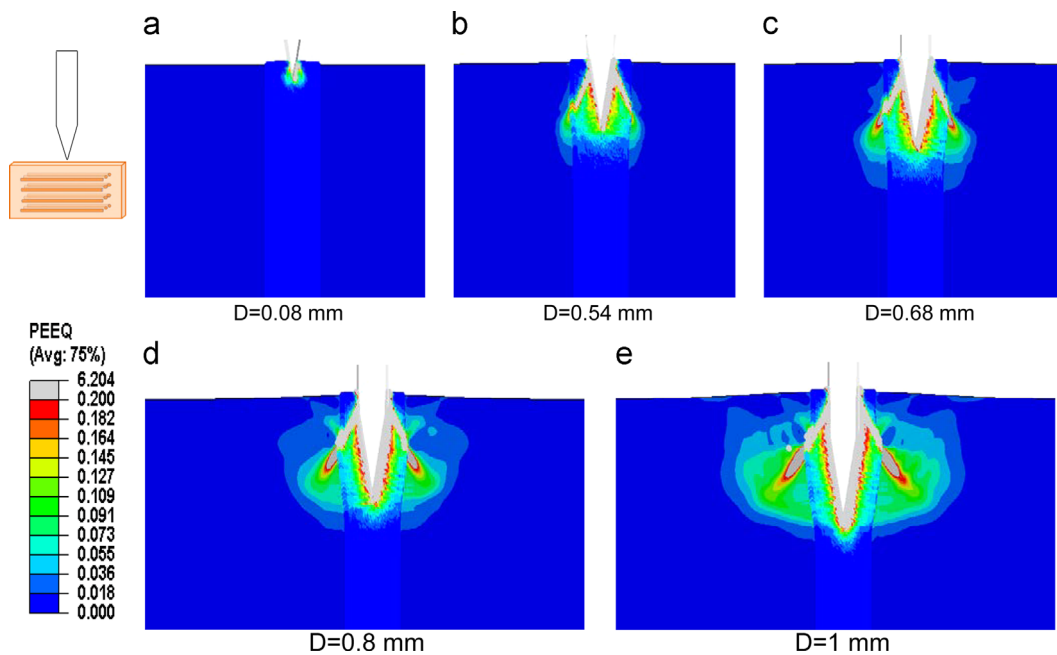 a
b
c
D=0.08 mm
D=0.54 mm
D=0.68 mm
PEEQ
(Avg: 75%)
6.204
0.200
0.182
0.164
0.145
0.127
0.109
0.091
0.073
0.055
0.036
0.018
0.000
d
e
D=0.8 mm
D=1 mm